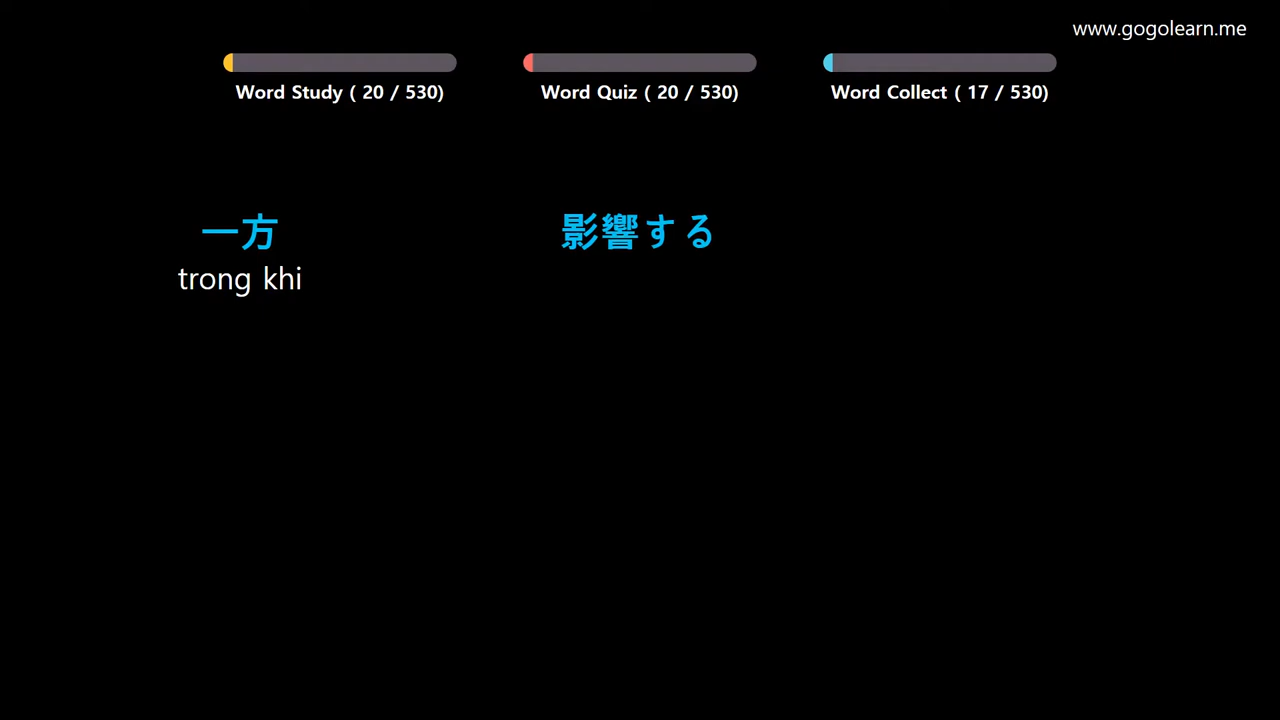 www.gogolearn.me
Word Study ( 20 / 530)
Word Quiz ( 20 / 530)
Word Collect ( 17 / 530)
一方
trong khi
影響する